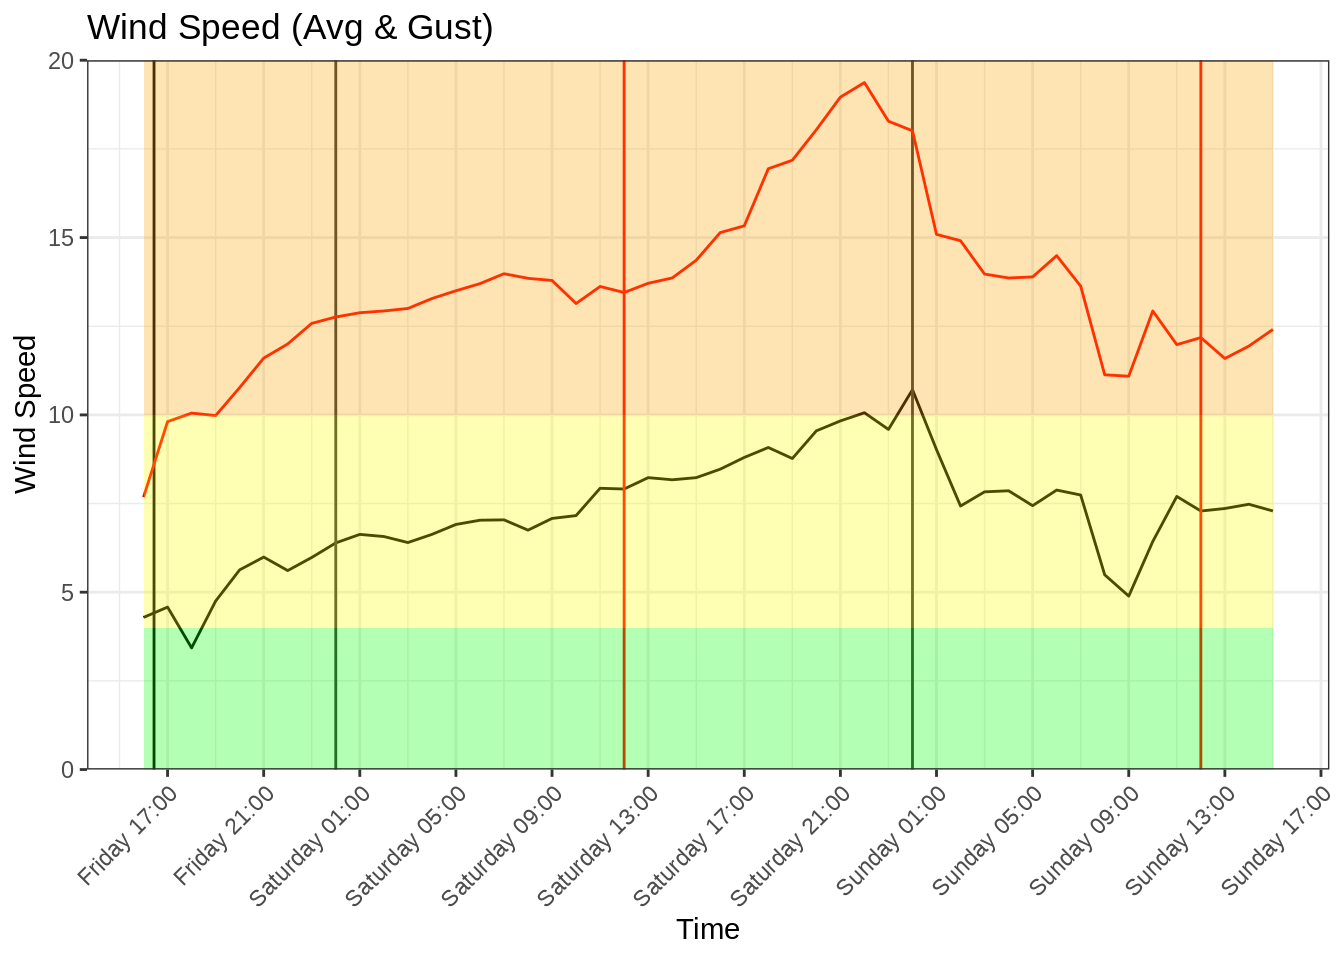 Wind Speed (Avg & Gust)
Wind Speed
20
15
10
5
0
Friday 17:00
Friday 21:00
Saturday 01:00
Saturday 05:00
Saturday 09:00
Saturday 13:00
Saturday 17:00
Saturday 21:00
Sunday 01:00
Sunday 05:00
Sunday 09:00
Sunday 13:00
Sunday 17:00
Time